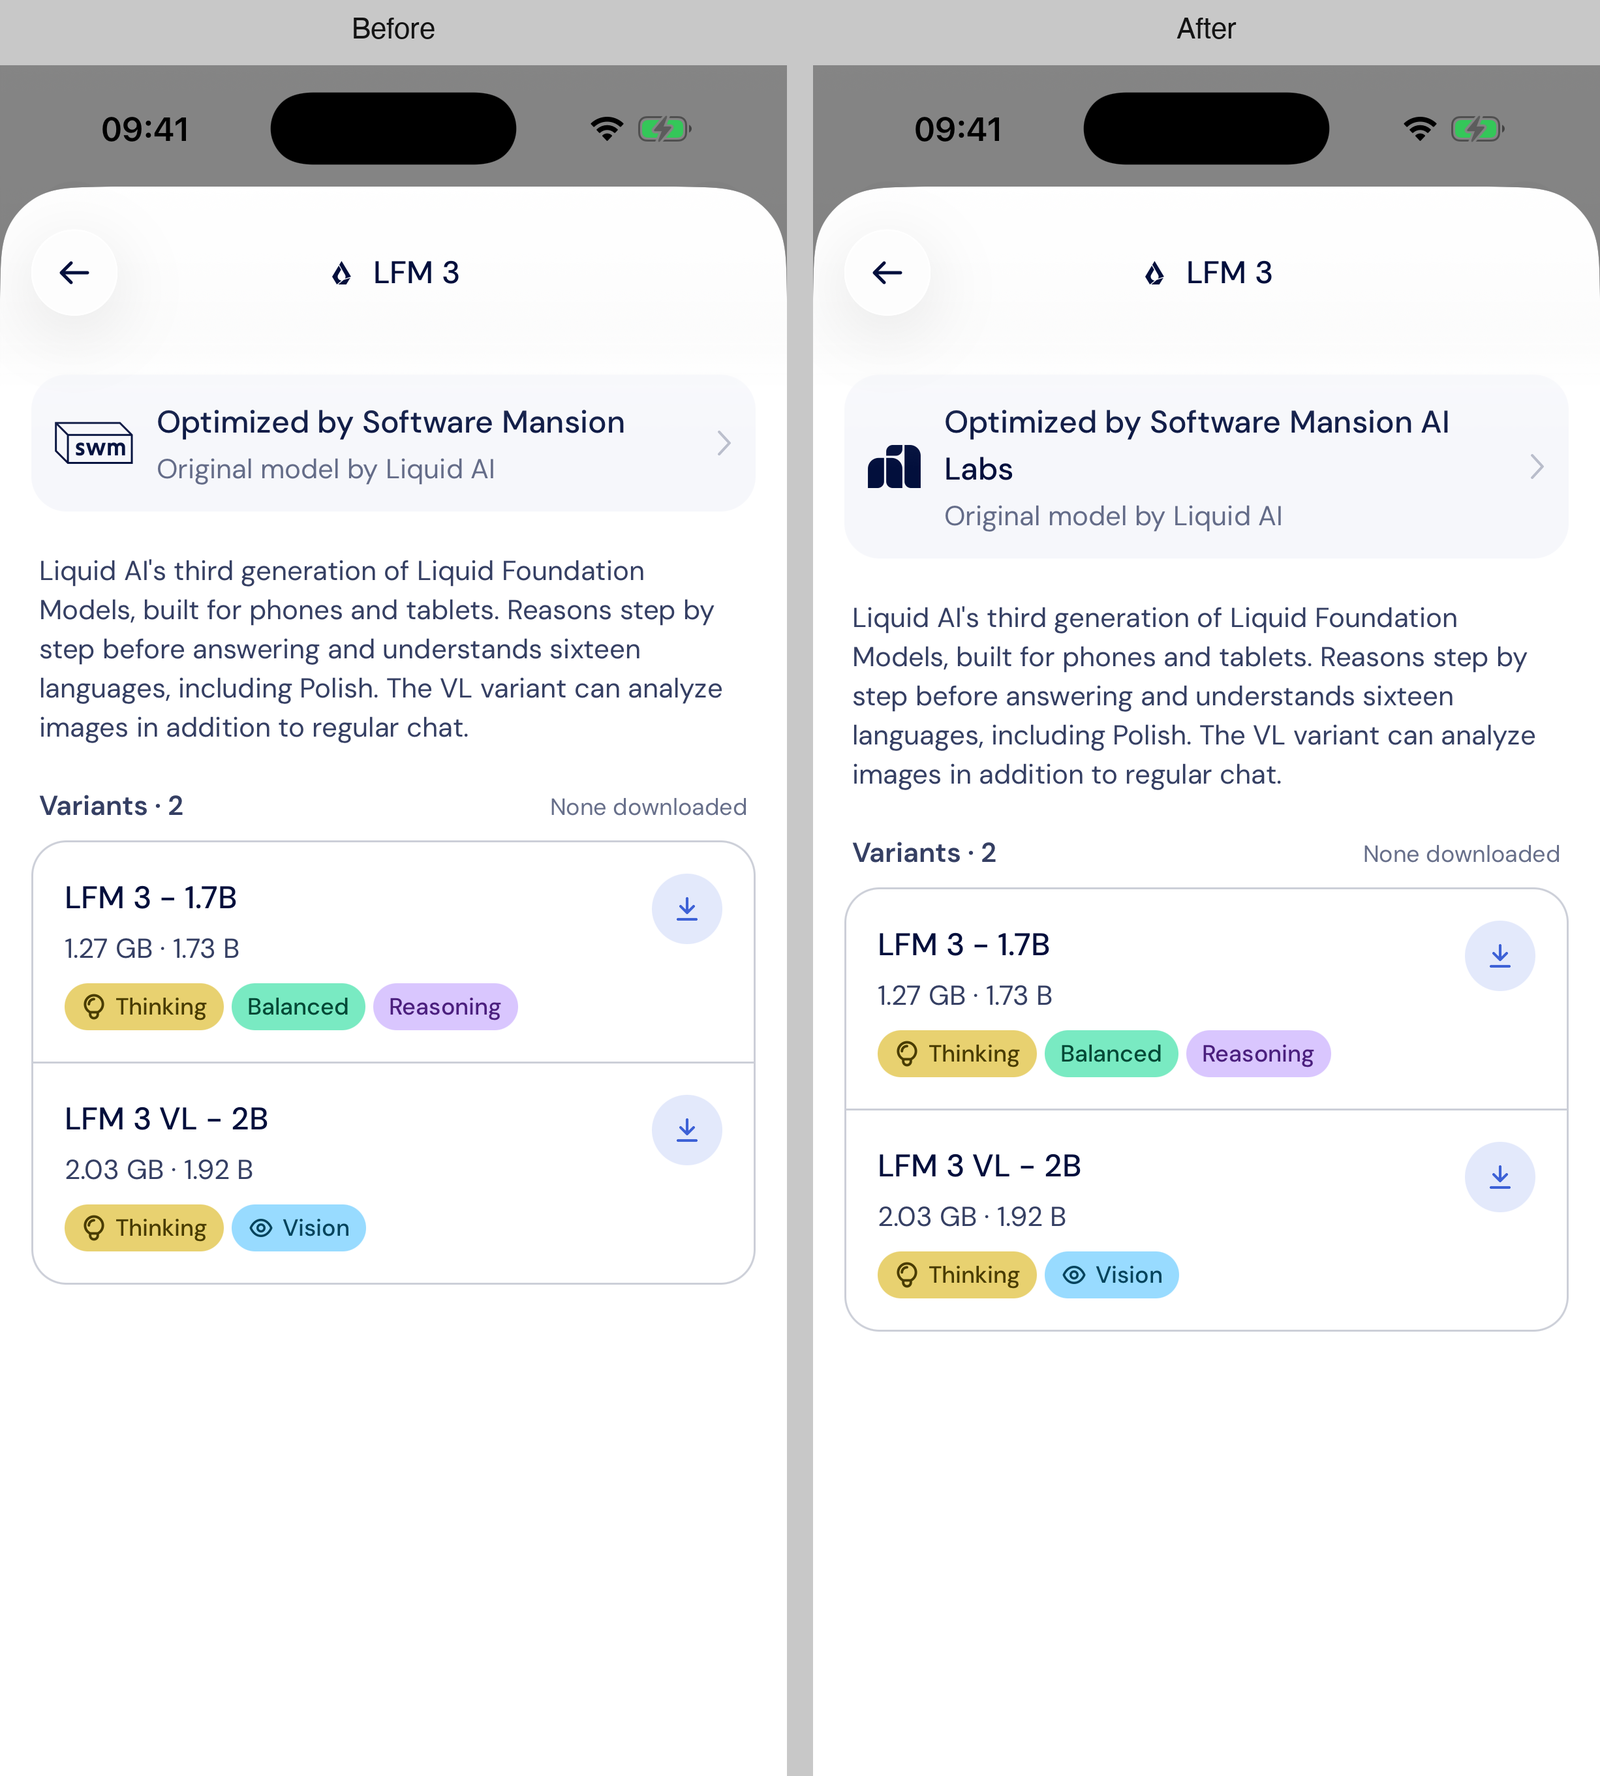 Before
09:41
LFM 3
swm
Optimized by Software Mansion
Original model by Liquid AI
Liquid AI's third generation of Liquid Foundation
Models, built for phones and tablets. Reasons step by
step before answering and understands sixteen
languages, including Polish. The VL variant can analyze
images in addition to regular chat.
Variants · 2
None downloaded
LFM 3 – 1.7B
1.27 GB · 1.73 B
Thinking
Balanced
Reasoning
LFM 3 VL – 2B
2.03 GB · 1.92 B
Thinking
Vision
After
09:41
LFM 3
Optimized by Software Mansion AI
Labs
Original model by Liquid AI
Liquid AI's third generation of Liquid Foundation
Models, built for phones and tablets. Reasons step by
step before answering and understands sixteen
languages, including Polish. The VL variant can analyze
images in addition to regular chat.
Variants · 2
None downloaded
LFM 3 – 1.7B
1.27 GB · 1.73 B
Thinking
Balanced
Reasoning
LFM 3 VL – 2B
2.03 GB · 1.92 B
Thinking
Vision